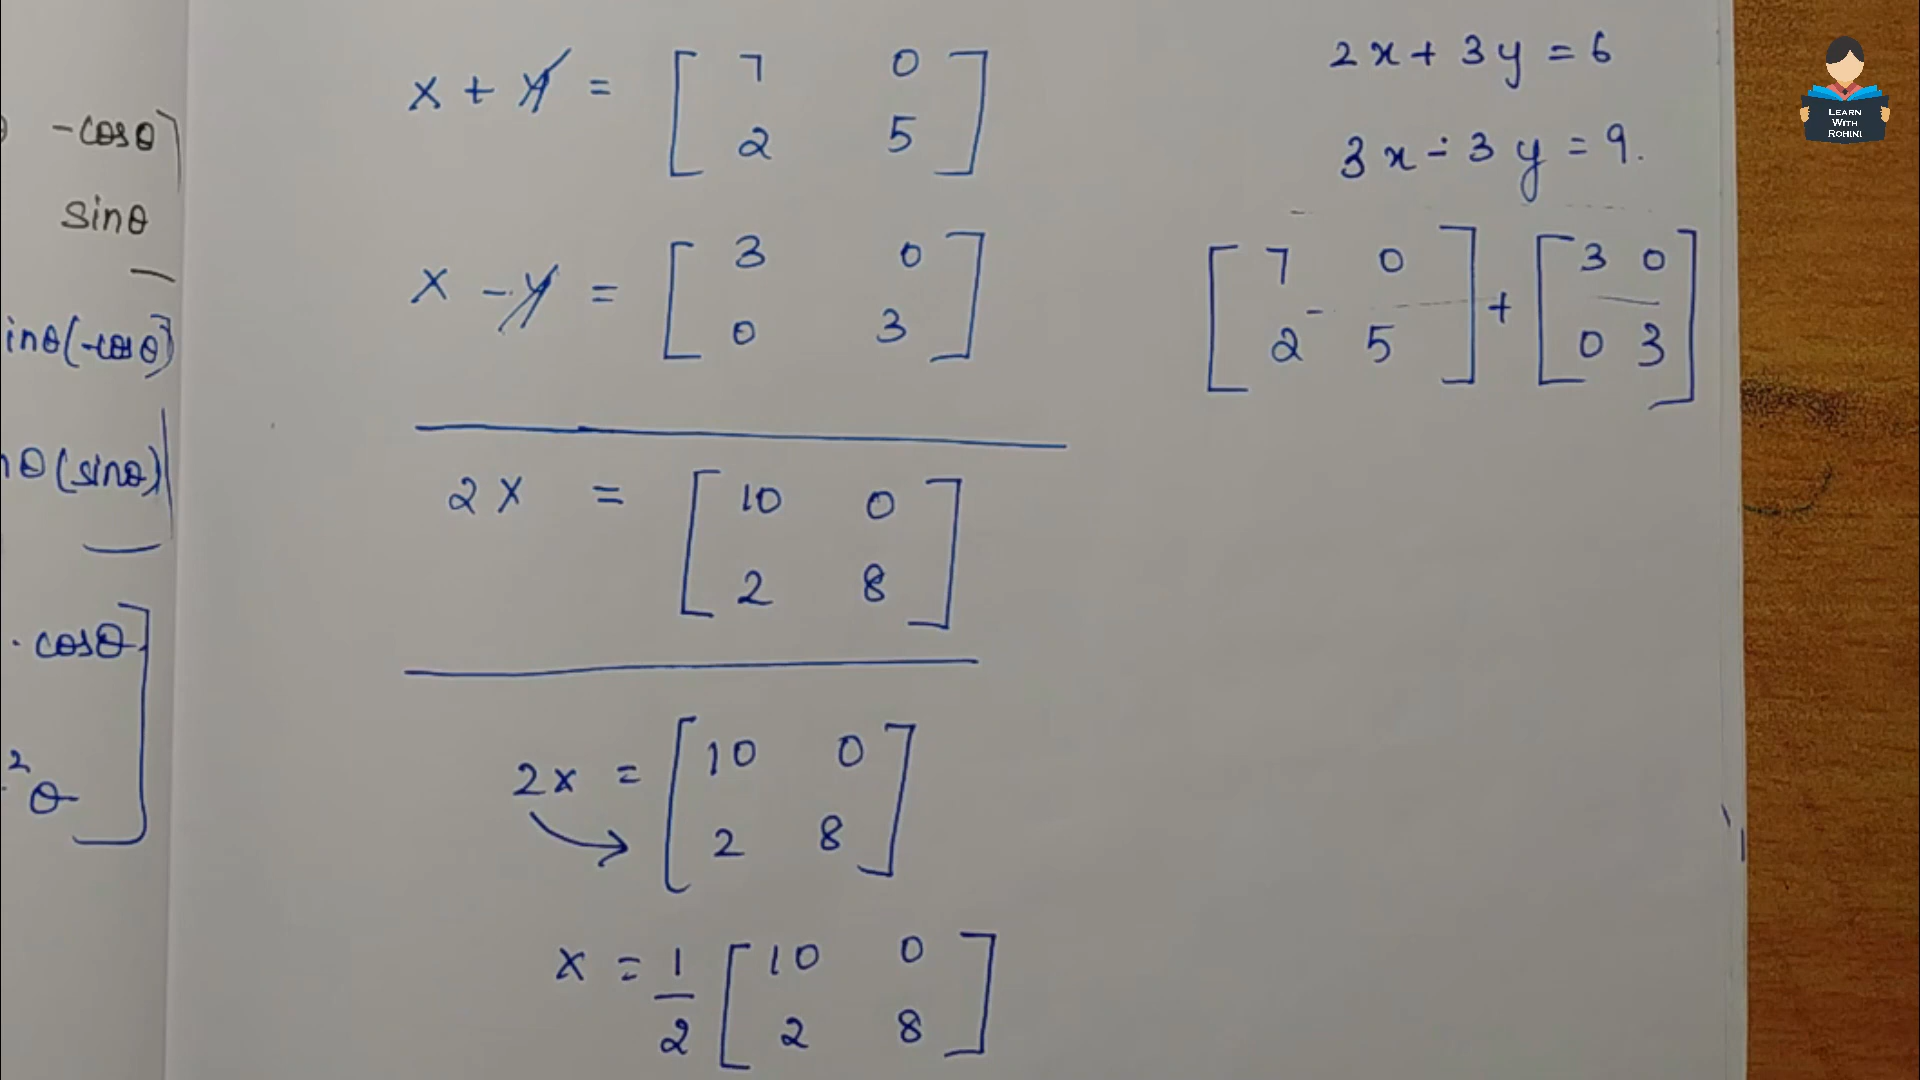 -cosθ
sinθ
inθ(-cosθ)
θ(sinθ)
. cosθ
²θ
x + y = [ 7 0
2 5 ]
x - y = [ 3 0
0 3 ]
2x = [ 10 0
2 8 ]
2x = [ 10 0
2 8 ]
x = 1/2 [ 10 0
2 8 ]
2x + 3y = 6
3x - 3y = 9.
[ 7 0
2 5 ] + [ 3 0
0 3 ]
LEARN
WITH
ROHINI